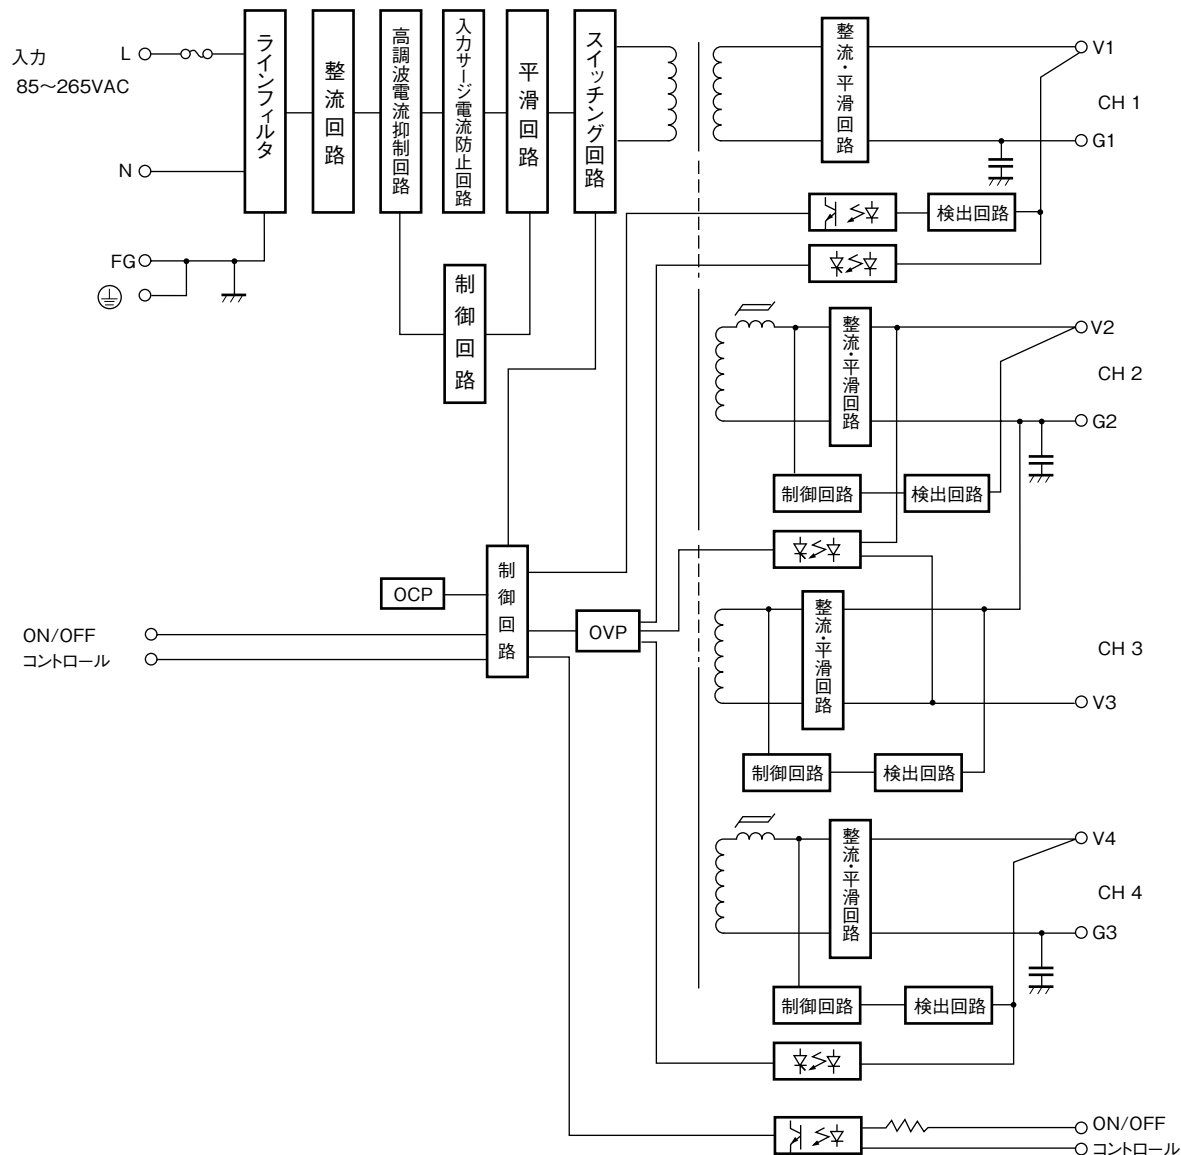 入力
85～265VAC
L
N
FG
ラインフィルタ
整流回路
高調波電流抑制回路
入力サージ電流防止回路
平滑回路
スイッチング回路
制御回路
整流・平滑回路
V1
CH 1
G1
検出回路
整流・平滑回路
V2
CH 2
G2
制御回路
検出回路
OCP
制御回路
OVP
ON/OFF
コントロール
整流・平滑回路
CH 3
V3
制御回路
検出回路
整流・平滑回路
V4
CH 4
G3
制御回路
検出回路
ON/OFF
コントロール